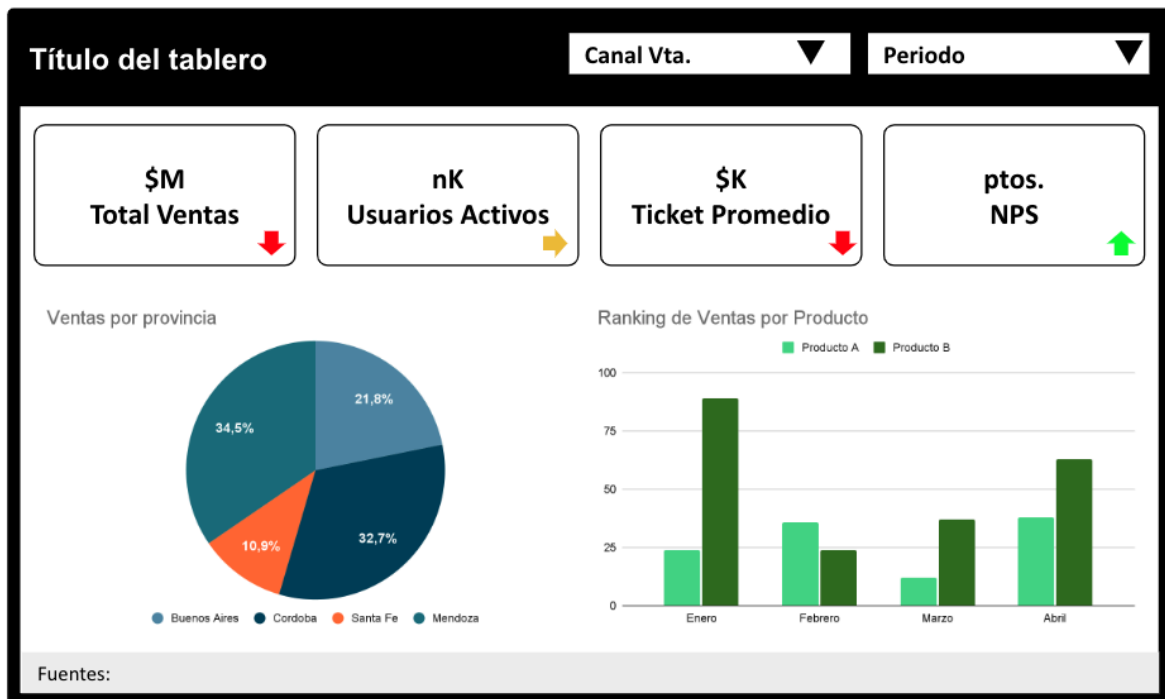 Título del tablero
Canal Vta.
Periodo
$M
Total Ventas
nK
Usuarios Activos
$K
Ticket Promedio
ptos.
NPS
Ventas por provincia
21,8%
34,5%
32,7%
10,9%
Buenos Aires Cordoba Santa Fe Mendoza
Ranking de Ventas por Producto
Producto A Producto B
100
75
50
25
0
Enero Febrero Marzo Abril
Fuentes: